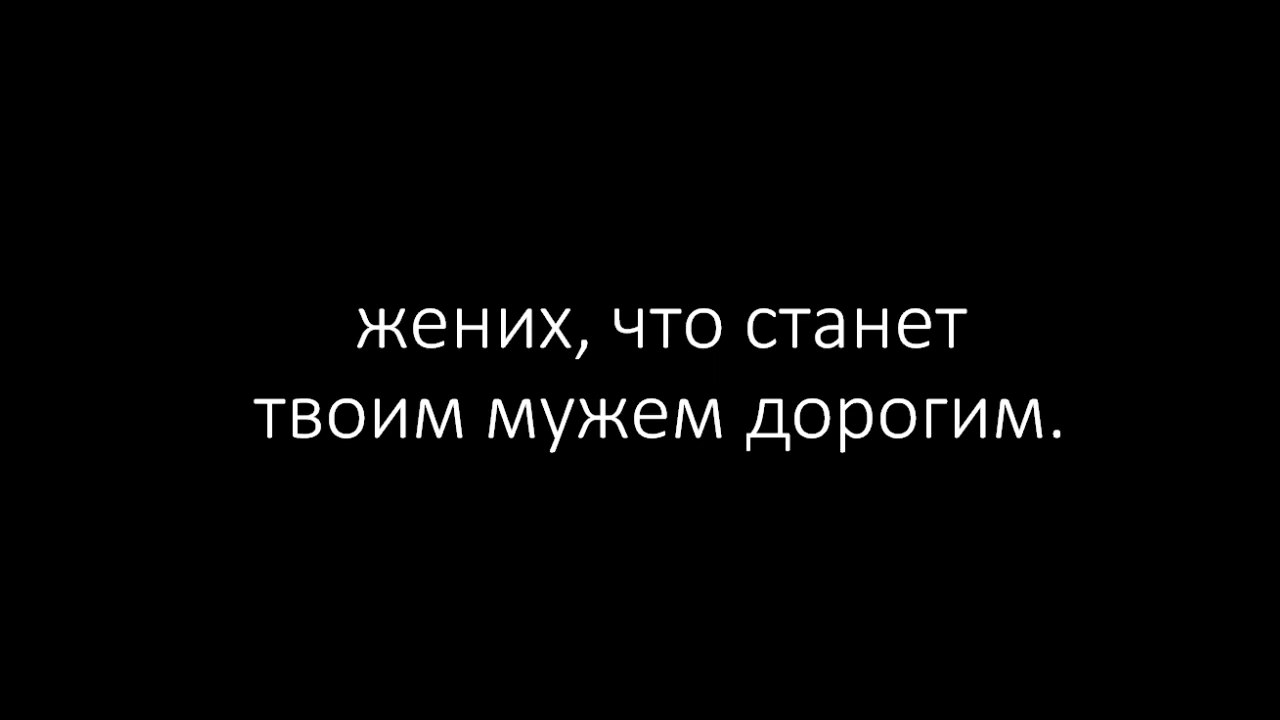 жених, что станет
твоим мужем дорогим.